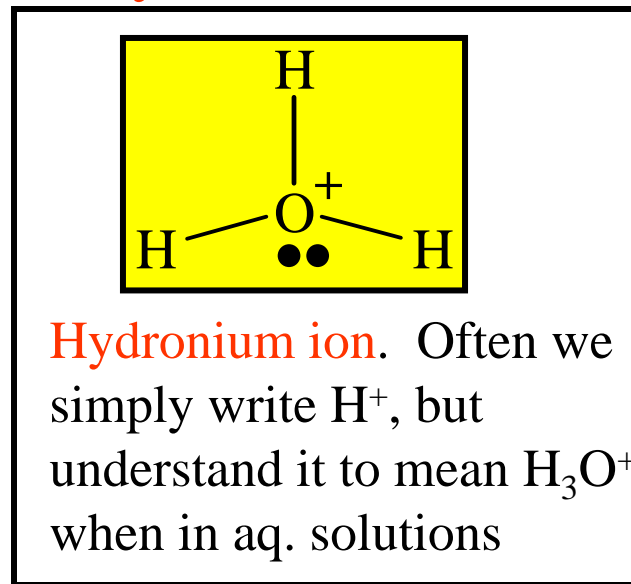 H
O+
H H
Hydronium ion. Often we
simply write H⁺, but
understand it to mean H₃O⁺
when in aq. solutions